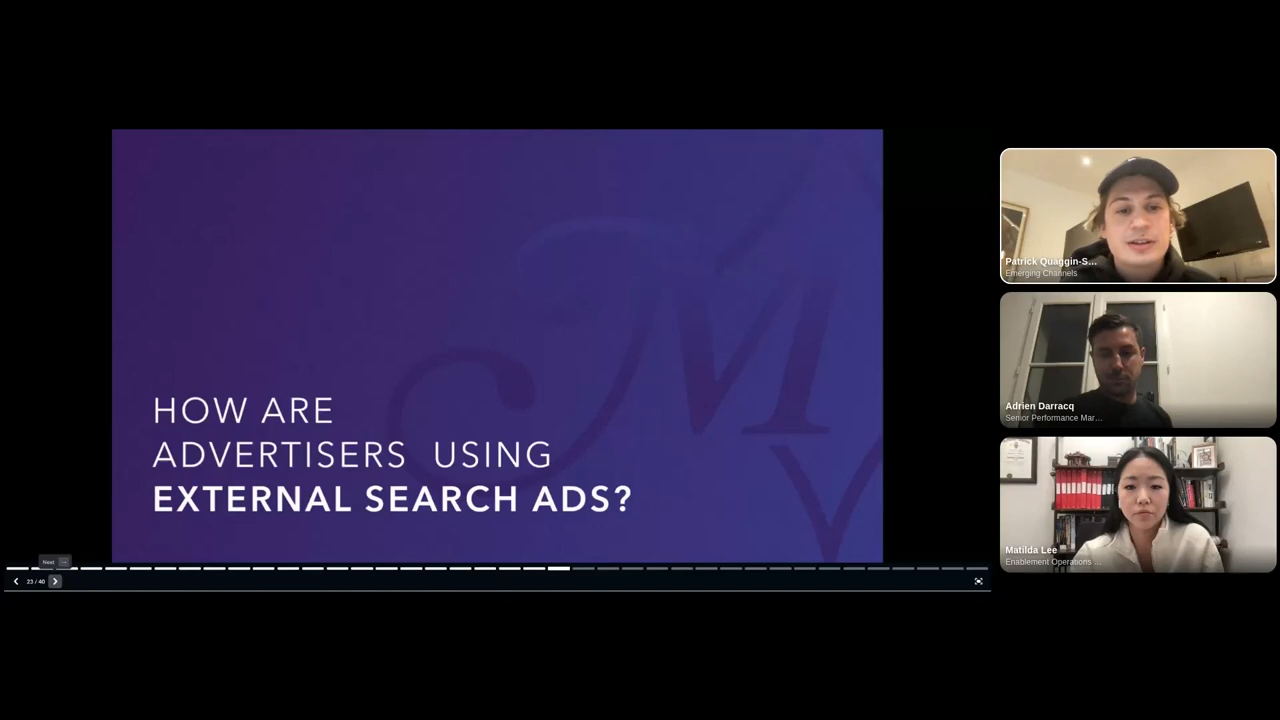 HOW ARE
ADVERTISERS USING
EXTERNAL SEARCH ADS?
Next
23 / 40
Patrick Quaggin-S...
Emerging Channels
Adrien Darracq
Senior Performance Mar...
Matilda Lee
Enablement Operations ...